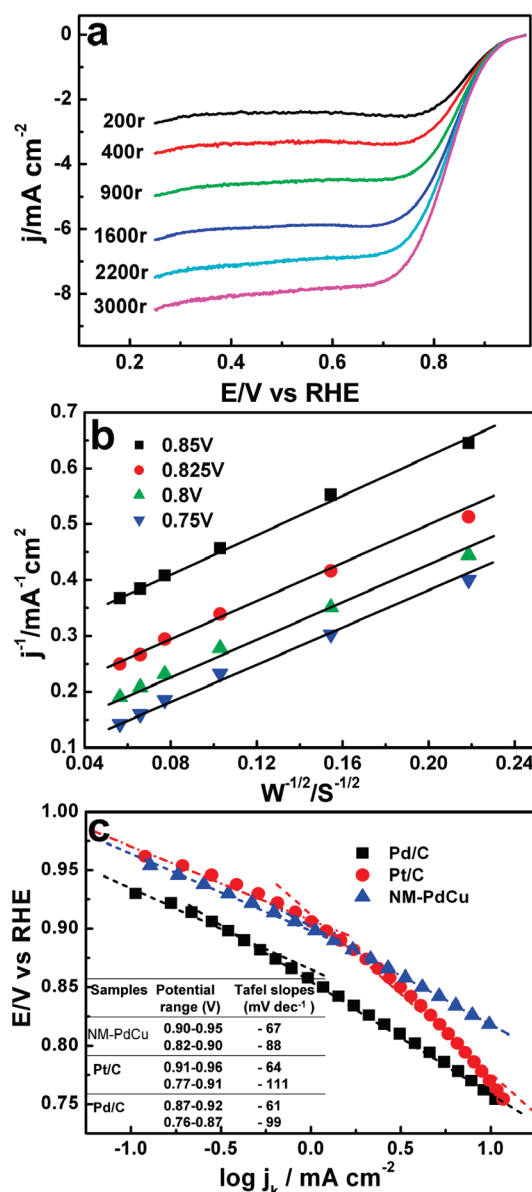 a
0
-2
-4
-6
-8
200r
400r
900r
1600r
2200r
3000r
j/mA cm-2
0.2 0.4 0.6 0.8
E/V vs RHE
b
0.7
0.6
0.5
0.4
0.3
0.2
0.1
0.85V
0.825V
0.8V
0.75V
j-1/mA-1cm2
0.04 0.08 0.12 0.16 0.20 0.24
W-1/2/S-1/2
c
1.00
0.95
0.90
0.85
0.80
0.75
Pd/C
Pt/C
NM-PdCu
E/V vs RHE
Samples Potential range (V) Tafel slopes (mV dec-1)
NM-PdCu 0.90-0.95 - 67
0.82-0.90 - 88
Pt/C 0.91-0.96 - 64
0.77-0.91 - 111
Pd/C 0.87-0.92 - 61
0.76-0.87 - 99
-1.0 -0.5 0.0 0.5 1.0
log jk / mA cm-2